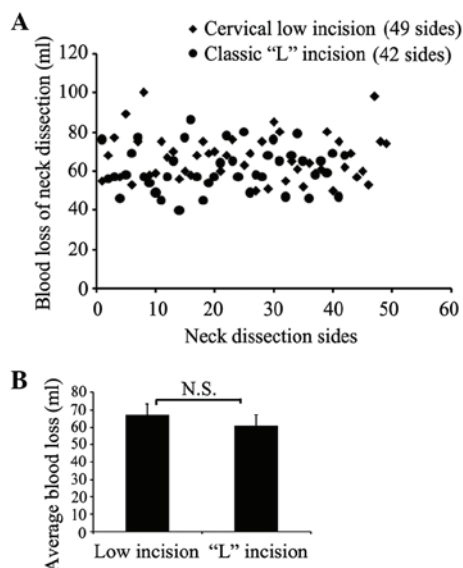 A
◆ Cervical low incision (49 sides)
● Classic “L” incision (42 sides)
Blood loss of neck dissection (ml)
120
100
80
60
40
20
0
0 10 20 30 40 50 60
Neck dissection sides
B
Average blood loss (ml)
80
70
60
50
40
30
20
10
0
N.S.
Low incision “L” incision